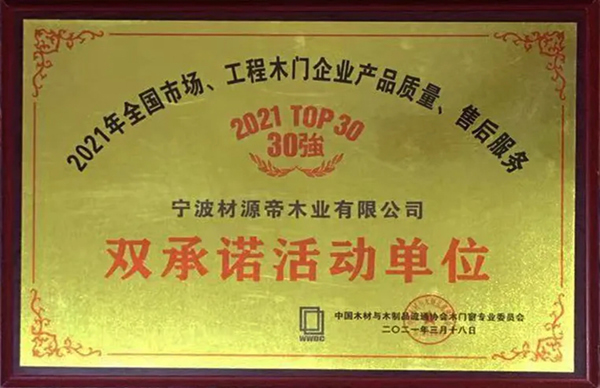 2021年全国市场、工程木门企业产品质量、售后服务
2021 TOP 30
30強
宁波材源帝木业有限公司
双承诺活动单位
WWDC
中国木材与木制品流通协会木门窗专业委员会
二〇二一年三月十八日